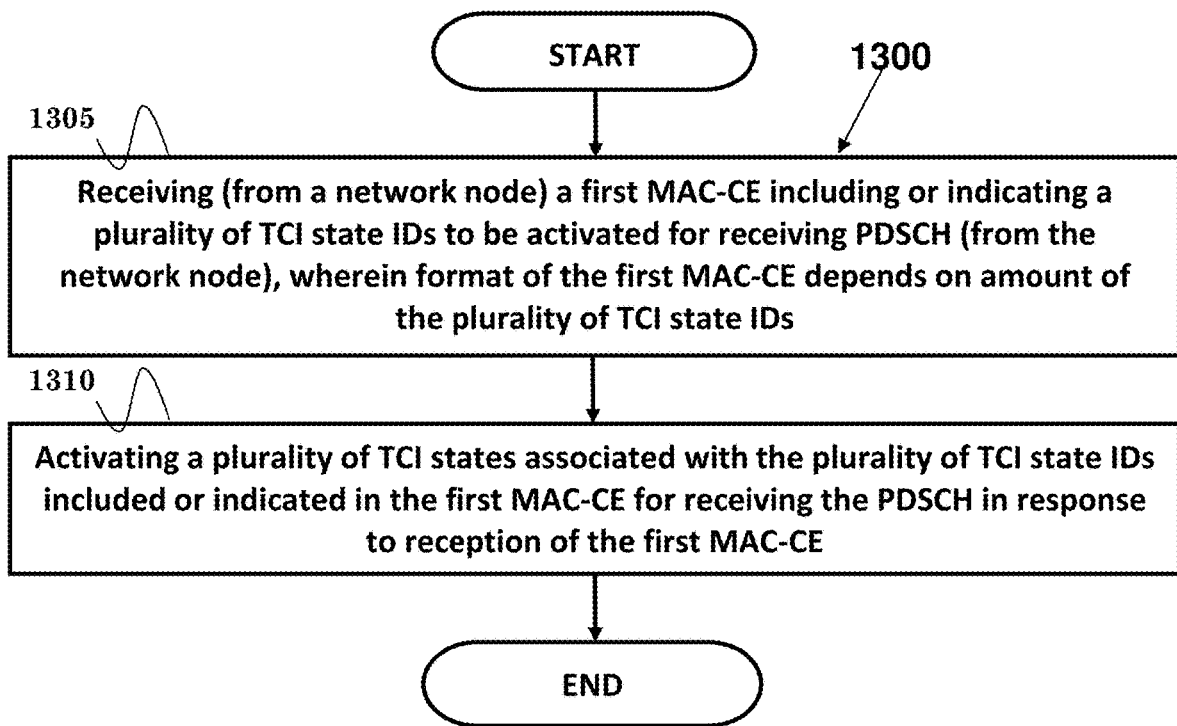 START
1300
1305
Receiving (from a network node) a first MAC-CE including or indicating a
plurality of TCI state IDs to be activated for receiving PDSCH (from the
network node), wherein format of the first MAC-CE depends on amount of
the plurality of TCI state IDs
1310
Activating a plurality of TCI states associated with the plurality of TCI state IDs
included or indicated in the first MAC-CE for receiving the PDSCH in response
to reception of the first MAC-CE
END